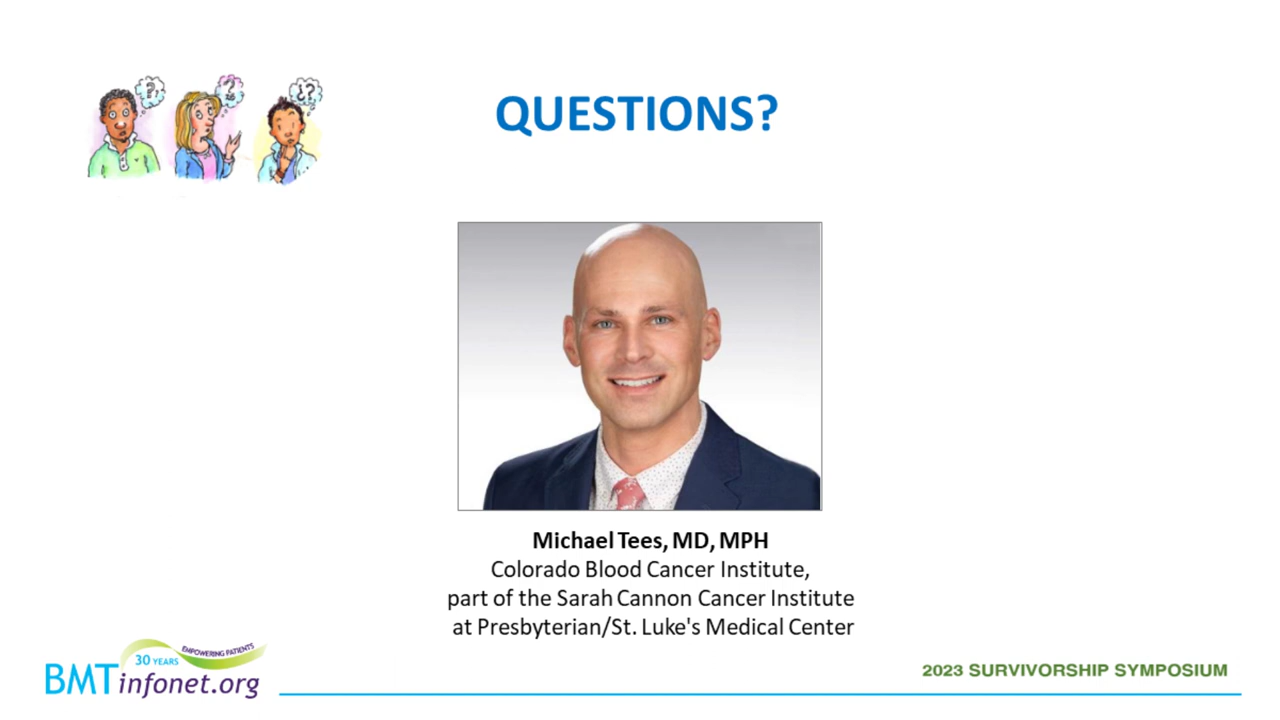 QUESTIONS?
Michael Tees, MD, MPH
Colorado Blood Cancer Institute,
part of the Sarah Cannon Cancer Institute
at Presbyterian/St. Luke's Medical Center
30 YEARS
EMPOWERING PATIENTS
BMTinfonet.org
2023 SURVIVORSHIP SYMPOSIUM